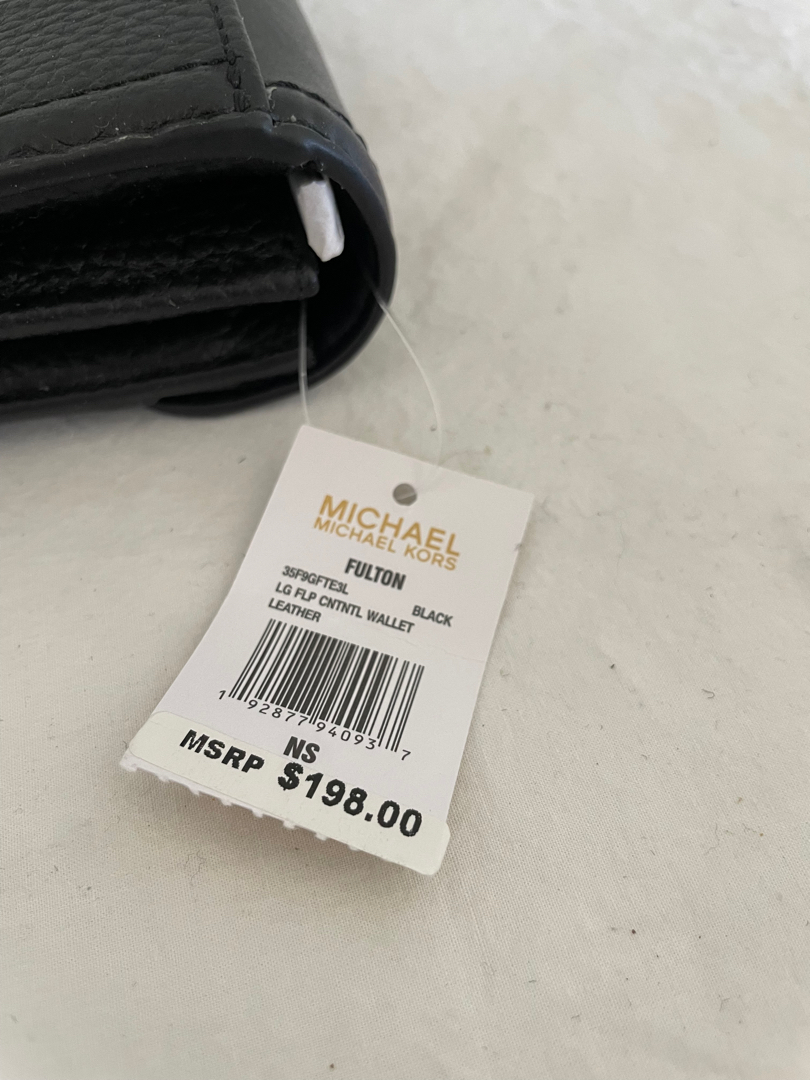 MICHAEL
MICHAEL KORS
FULTON
35F9GFTE3L BLACK
LG FLP CNTNTL WALLET
LEATHER
1 92877 94093 7
NS
MSRP $198.00